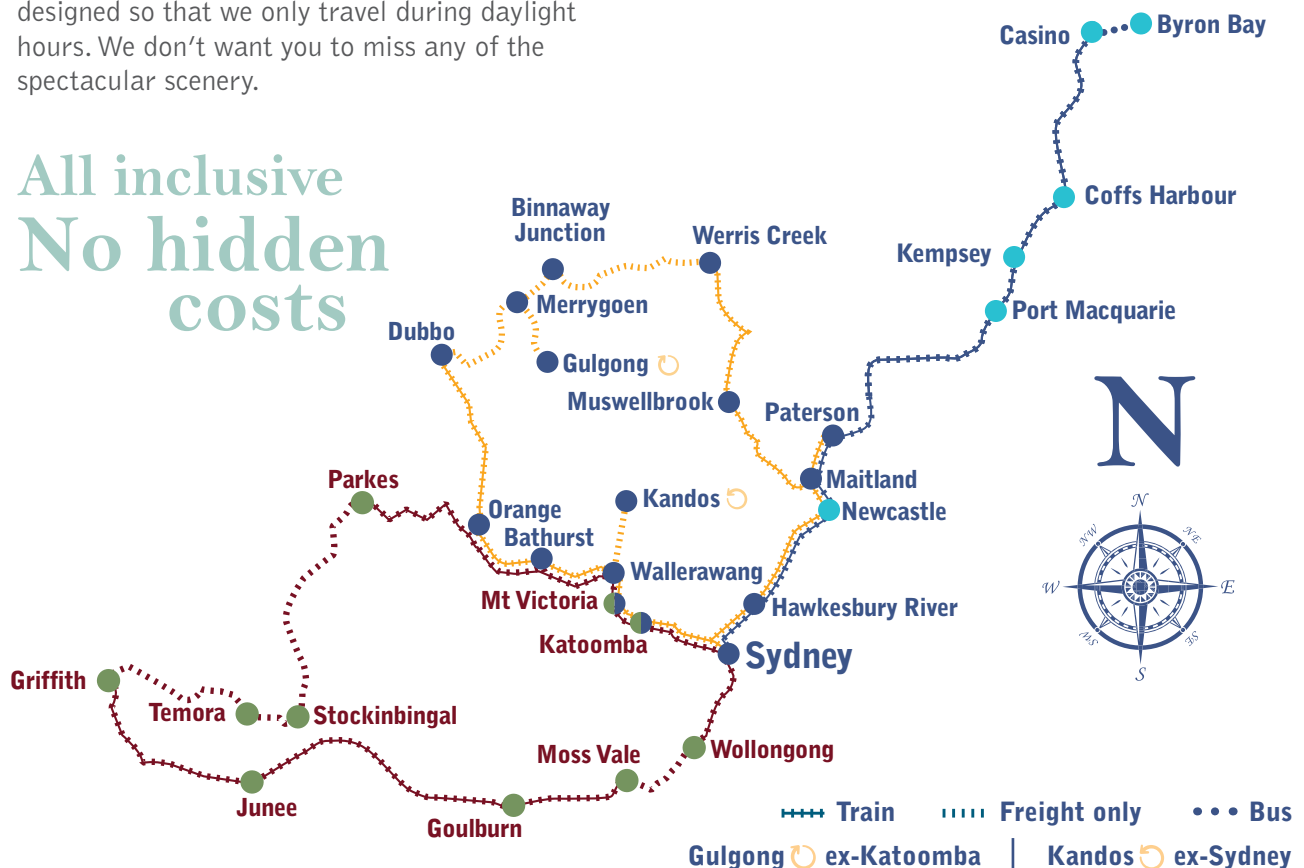 designed so that we only travel during daylight
hours. We don’t want you to miss any of the
spectacular scenery.
All inclusive
No hidden
costs
Casino
Byron Bay
Coffs Harbour
Kempsey
Port Macquarie
Binnaway
Junction
Werris Creek
Merrygoen
Dubbo
Gulgong
Muswellbrook
Paterson
N
Parkes
Maitland
Kandos
Orange
Newcastle
Bathurst
Wallerawang
Mt Victoria
Hawkesbury River
Katoomba
Sydney
N
NW
NE
W
E
SW
SE
S
Griffith
Temora
Stockinbingal
Moss Vale
Wollongong
Junee
Goulburn
Train
Freight only
Bus
Gulgong ex-Katoomba | Kandos ex-Sydney